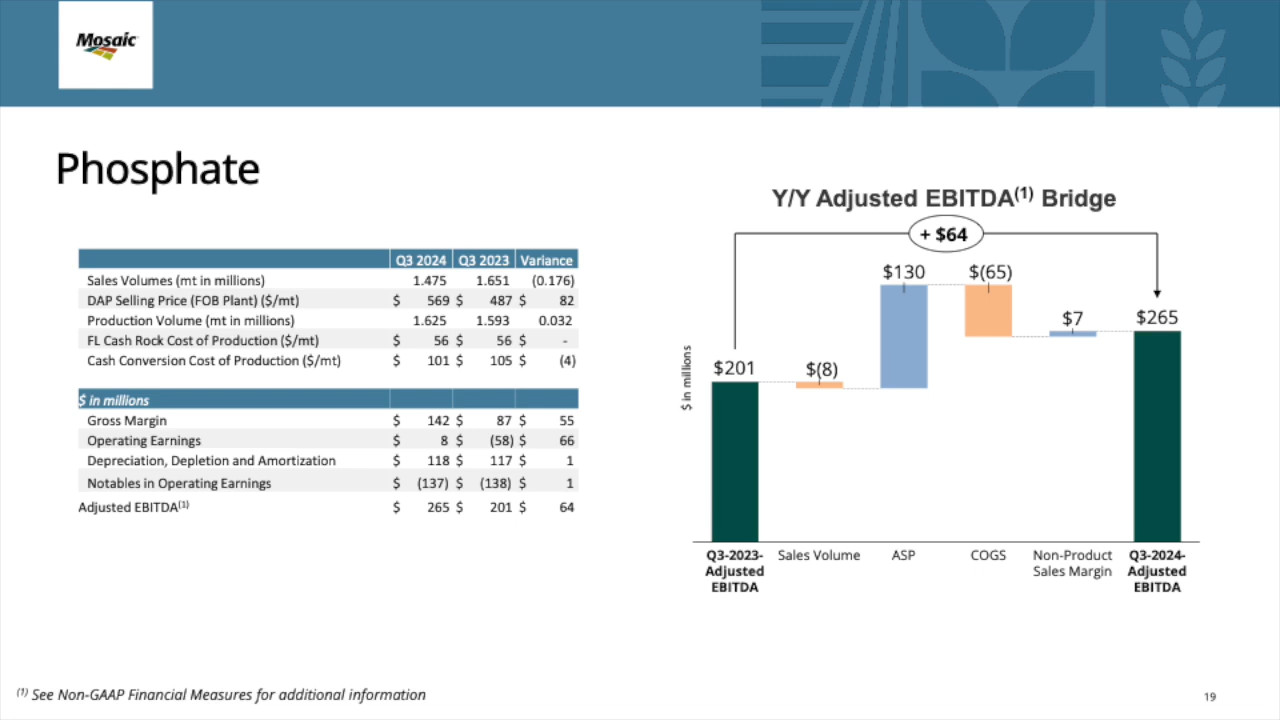 Mosaic
Phosphate
Q3 2024 Q3 2023 Variance
Sales Volumes (mt in millions) 1.475 1.651 (0.176)
DAP Selling Price (FOB Plant) ($/mt) $ 569 $ 487 $ 82
Production Volume (mt in millions) 1.625 1.593 0.032
FL Cash Rock Cost of Production ($/mt) $ 56 $ 56 $ -
Cash Conversion Cost of Production ($/mt) $ 101 $ 105 $ (4)
$ in millions
Gross Margin $ 142 $ 87 $ 55
Operating Earnings $ 8 $ (58) $ 66
Depreciation, Depletion and Amortization $ 118 $ 117 $ 1
Notables in Operating Earnings $ (137) $ (138) $ 1
Adjusted EBITDA(1) $ 265 $ 201 $ 64
Y/Y Adjusted EBITDA(1) Bridge
+ $64
$130 $(65)
$7 $265
$201 $(8)
$ in millions
Q3-2023- Sales Volume ASP COGS Non-Product Q3-2024-
Adjusted Sales Margin Adjusted
EBITDA EBITDA
(1) See Non-GAAP Financial Measures for additional information
19